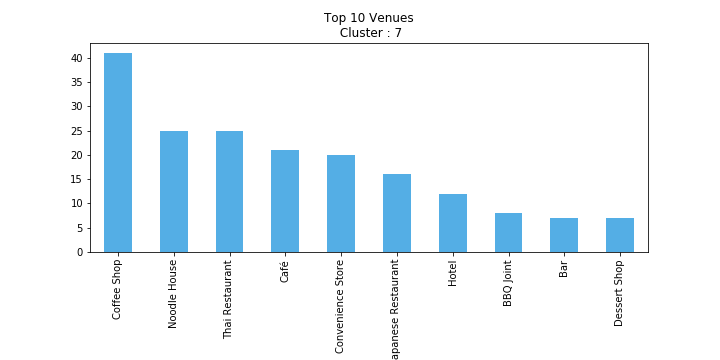 Top 10 Venues
Cluster : 7
40
35
30
25
20
15
10
5
0
Coffee Shop
Noodle House
Thai Restaurant
Café
Convenience Store
apanese Restaurant
Hotel
BBQ Joint
Bar
Dessert Shop